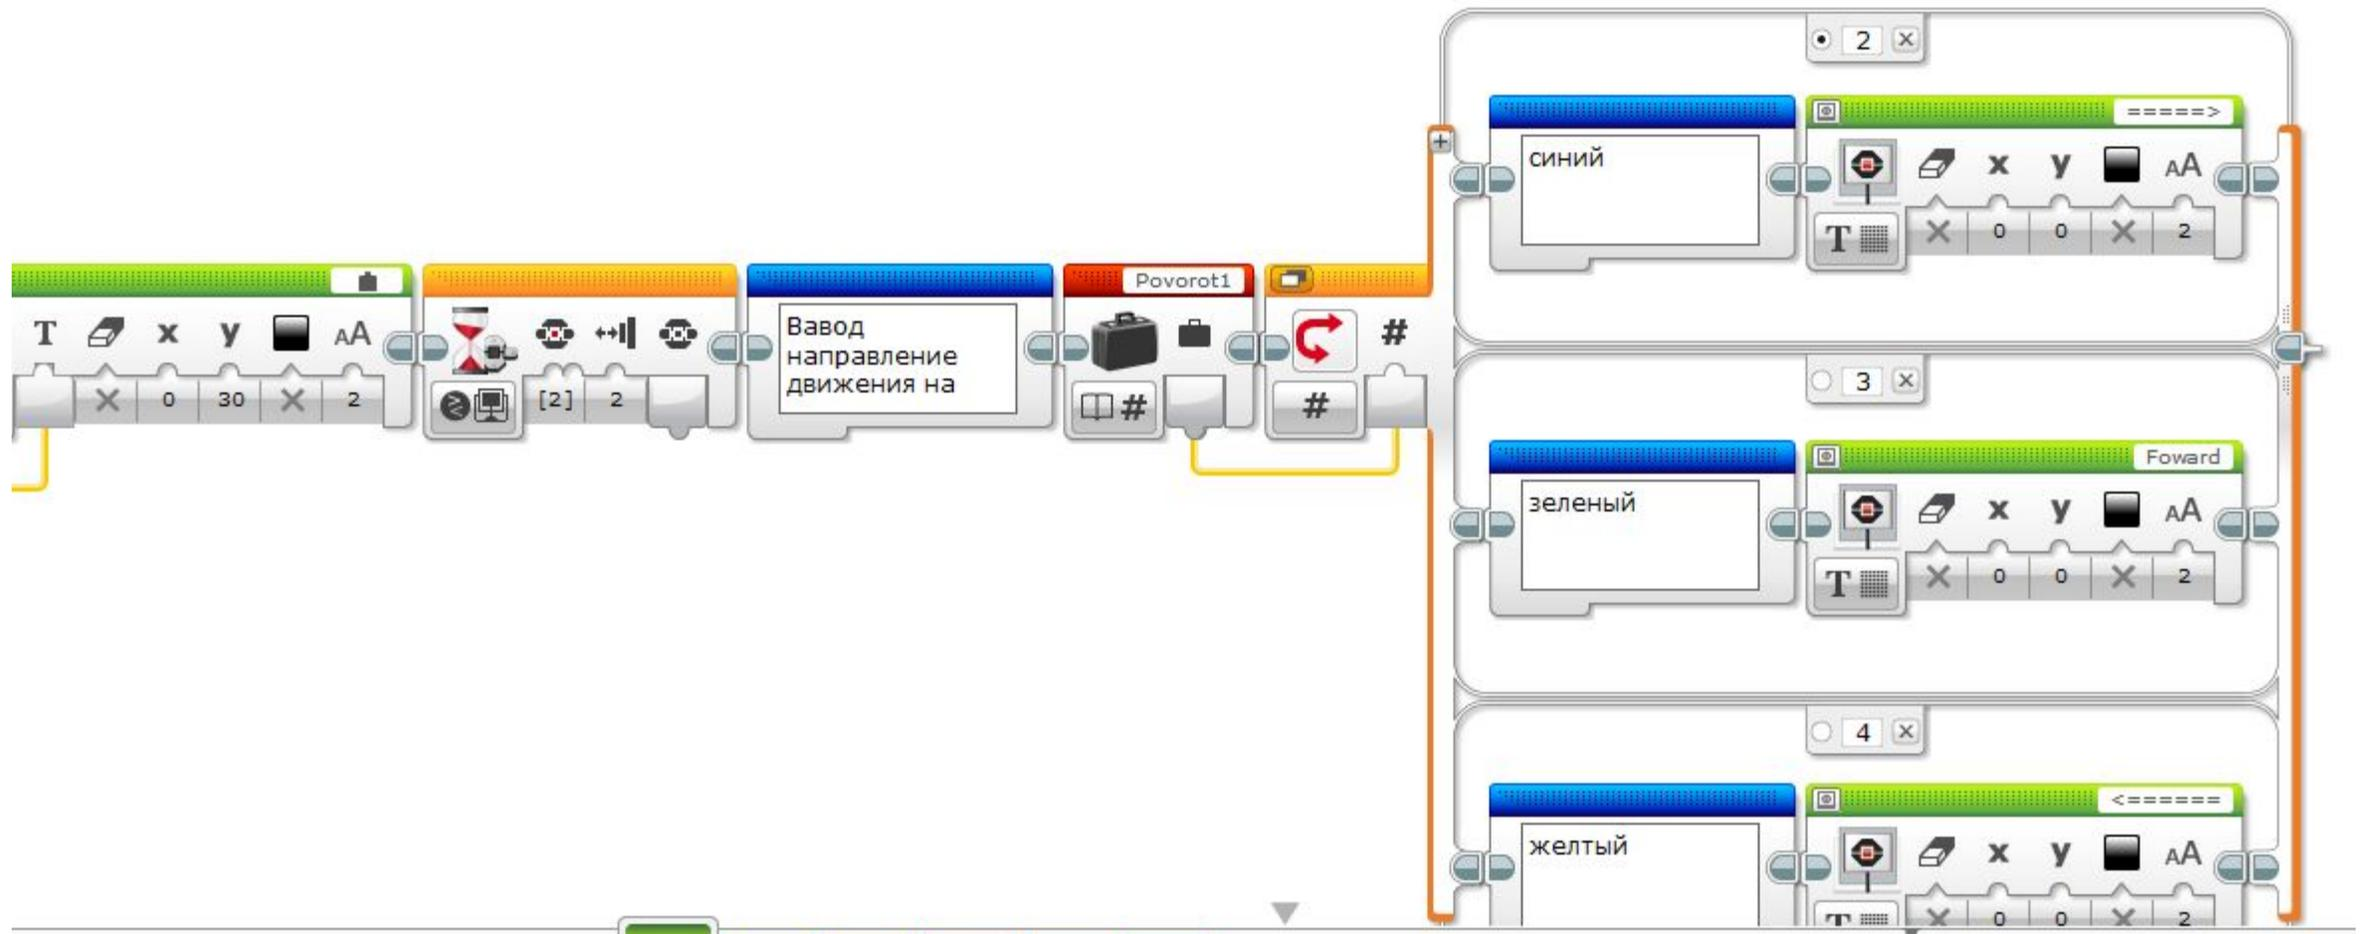 2
=====>
синий
x y AA
T 0 0 2
Povorot1
T x y AA
0 30 2
[2] 2
Вавод
направление
движения на
#
#
#
3
Foward
зеленый
x y AA
T 0 0 2
4
<======
желтый
x y AA
T 0 0 2